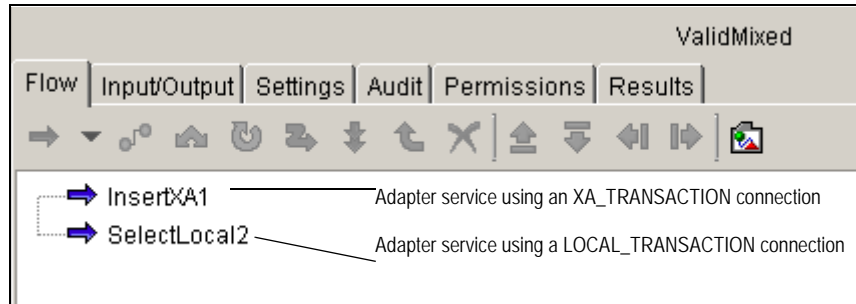 ValidMixed
Flow Input/Output Settings Audit Permissions Results
InsertXA1 Adapter service using an XA_TRANSACTION connection
SelectLocal2 Adapter service using a LOCAL_TRANSACTION connection